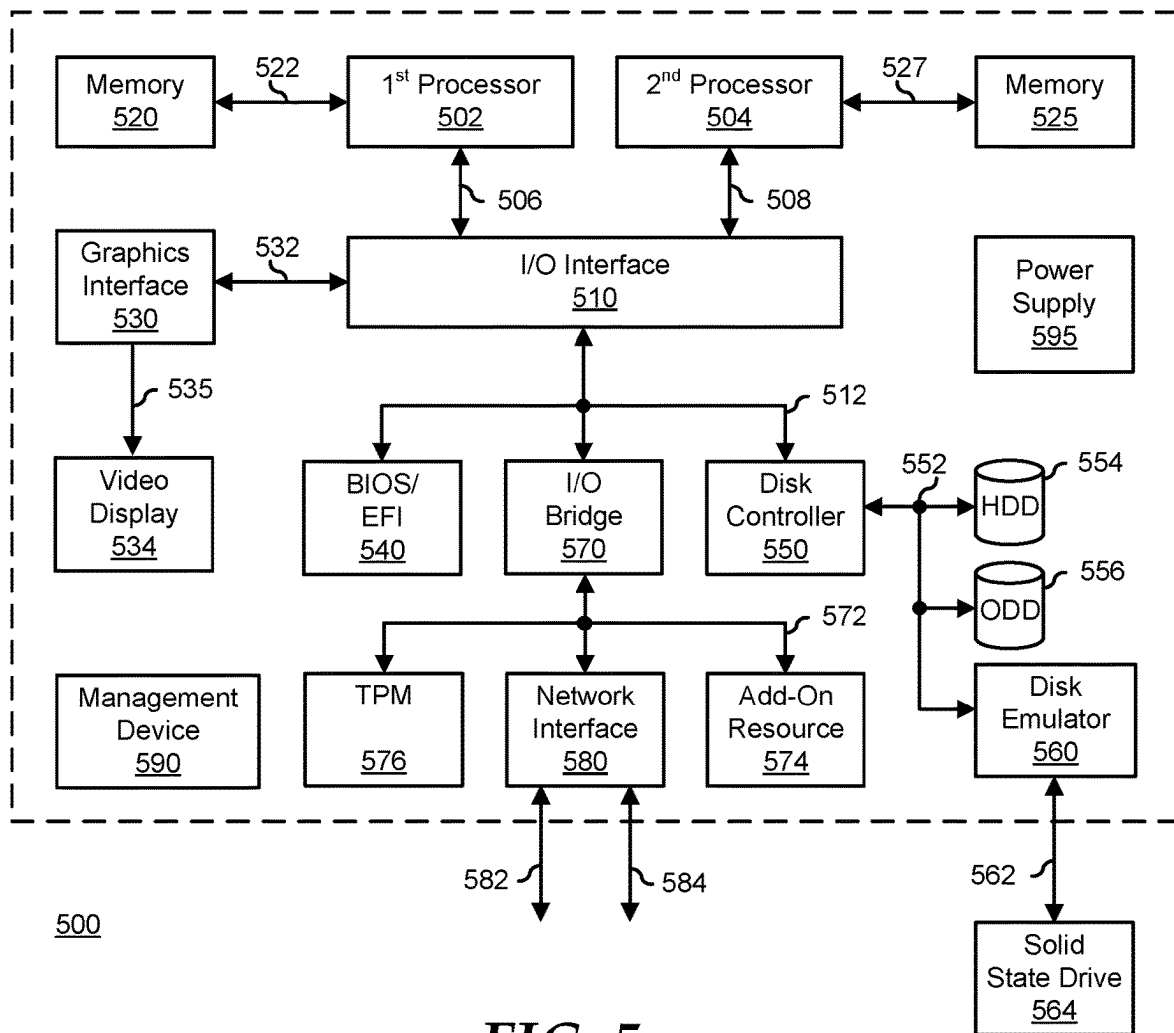 Memory
520
522
1st Processor
502
2nd Processor
504
527
Memory
525
506
508
Graphics
Interface
530
532
I/O Interface
510
Power
Supply
595
535
512
Video
Display
534
BIOS/
EFI
540
I/O
Bridge
570
Disk
Controller
550
552
HDD
554
ODD
556
572
Management
Device
590
TPM
576
Network
Interface
580
Add-On
Resource
574
Disk
Emulator
560
582
584
562
500
Solid
State Drive
564
FIG. 5